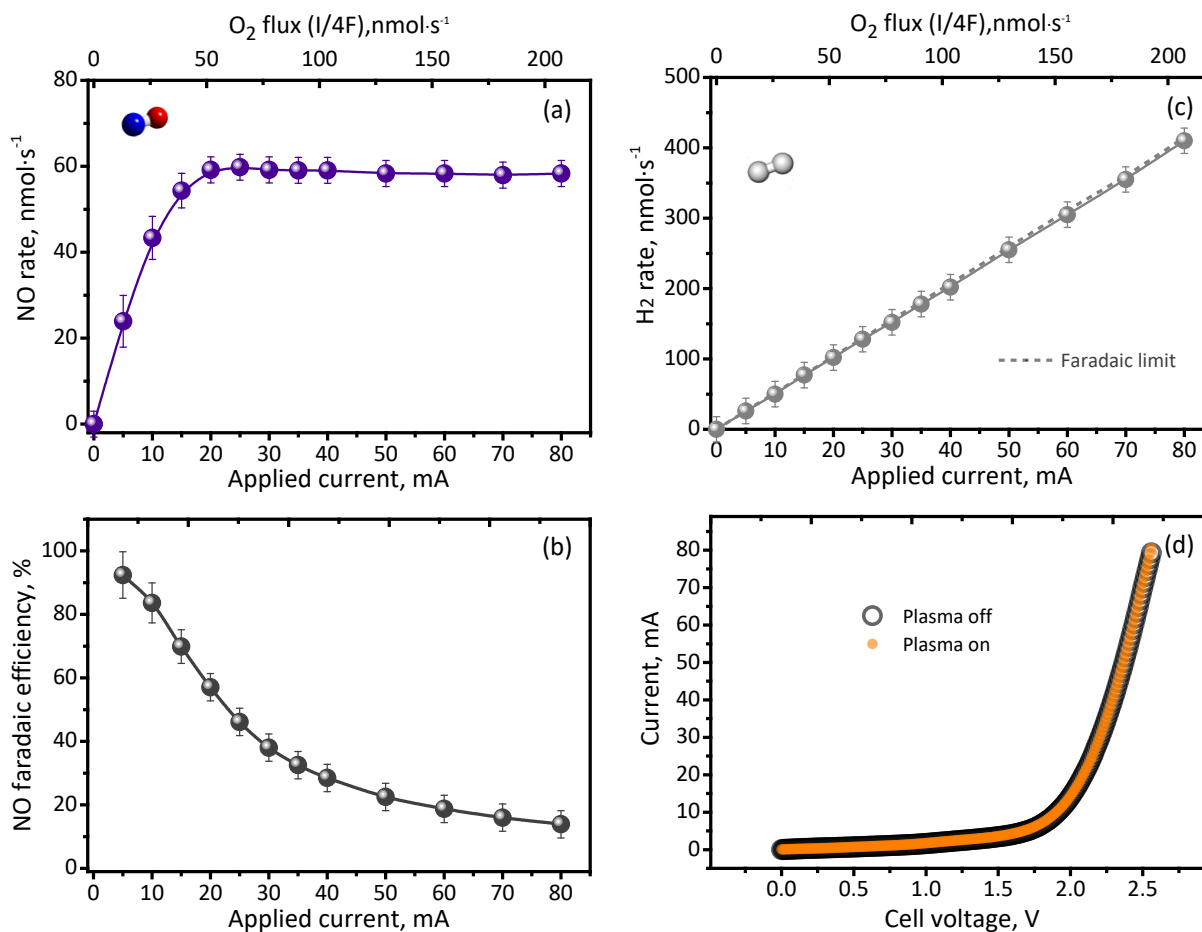 O₂ flux (I/4F),nmol·s⁻¹
0 50 100 150 200
80
60
40
20
0
NO rate, nmol·s⁻¹
(a)
0 10 20 30 40 50 60 70 80
Applied current, mA
O₂ flux (I/4F),nmol·s⁻¹
0 50 100 150 200
500
400
300
200
100
0
H2 rate, nmol·s⁻¹
(c)
Faradaic limit
0 10 20 30 40 50 60 70 80
Applied current, mA
100
80
60
40
20
0
NO faradaic efficiency, %
(b)
0 10 20 30 40 50 60 70 80
Applied current, mA
80
70
60
50
40
30
20
10
0
Current, mA
(d)
Plasma off
Plasma on
0.0 0.5 1.0 1.5 2.0 2.5
Cell voltage, V